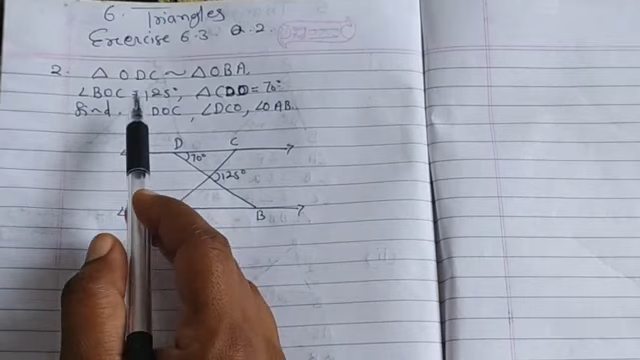 6. Triangles
Exercise 6.3 Q.2.
2. △ ODC ~ △ OBA.
∠BOC = 125°, △CDO = 70°
find. DOC, ∠DCO, ∠OAB.
D C
70°
125°
B